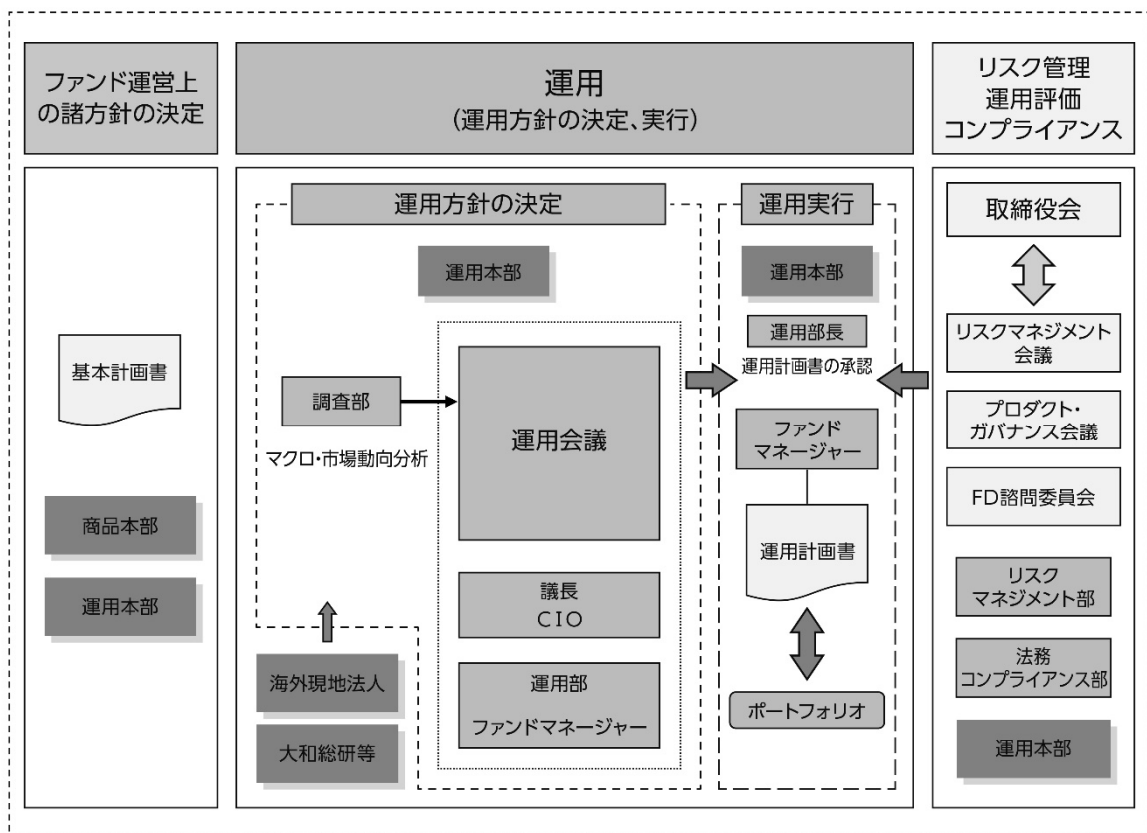 ファンド運営上
の諸方針の決定
運用
(運用方針の決定、実行)
リスク管理
運用評価
コンプライアンス
基本計画書
商品本部
運用本部
運用方針の決定
運用本部
調査部
マクロ・市場動向分析
運用会議
議長
CIO
運用部
ファンドマネージャー
海外現地法人
大和総研等
運用実行
運用本部
運用部長
運用計画書の承認
ファンド
マネージャー
運用計画書
ポートフォリオ
取締役会
リスクマネジメント
会議
プロダクト・
ガバナンス会議
FD諮問委員会
リスク
マネジメント部
法務
コンプライアンス部
運用本部